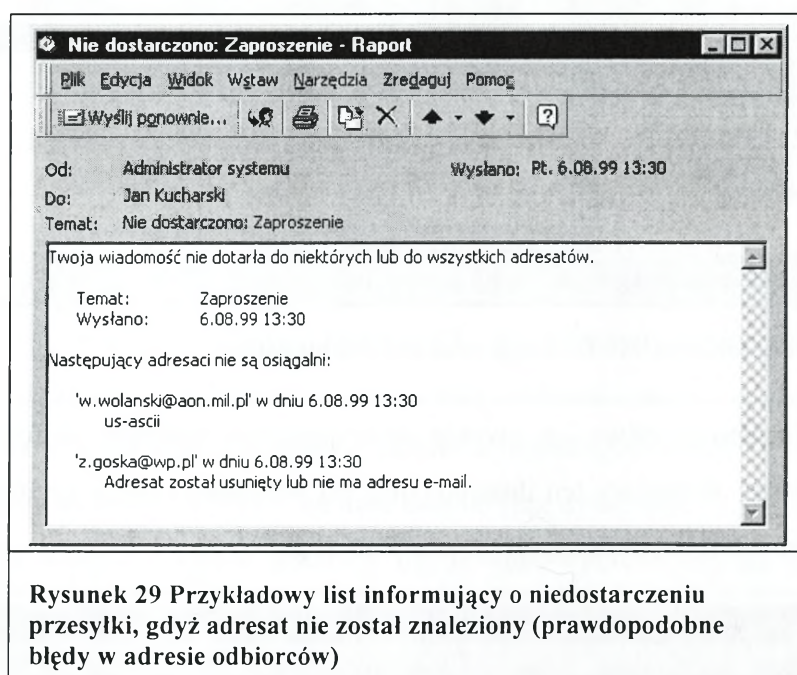 Nie dostarczono: Zaproszenie - Raport
Plik Edycja Widok Wstaw Narzędzia Zredaguj Pomoc
Wyślij ponownie...
Od: Administrator systemu Wysłano: Pt. 6.08.99 13:30
Do: Jan Kucharski
Temat: Nie dostarczono: Zaproszenie
Twoja wiadomość nie dotarła do niektórych lub do wszystkich adresatów.
Temat: Zaproszenie
Wysłano: 6.08.99 13:30
Następujący adresaci nie są osiągalni:
'w.wolanski@aon.mil.pl' w dniu 6.08.99 13:30
us-ascii
'z.goska@wp.pl' w dniu 6.08.99 13:30
Adresat został usunięty lub nie ma adresu e-mail.
Rysunek 29 Przykładowy list informujący o niedostarczeniu
przesyłki, gdyż adresat nie został znaleziony (prawdopodobne
błędy w adresie odbiorców)